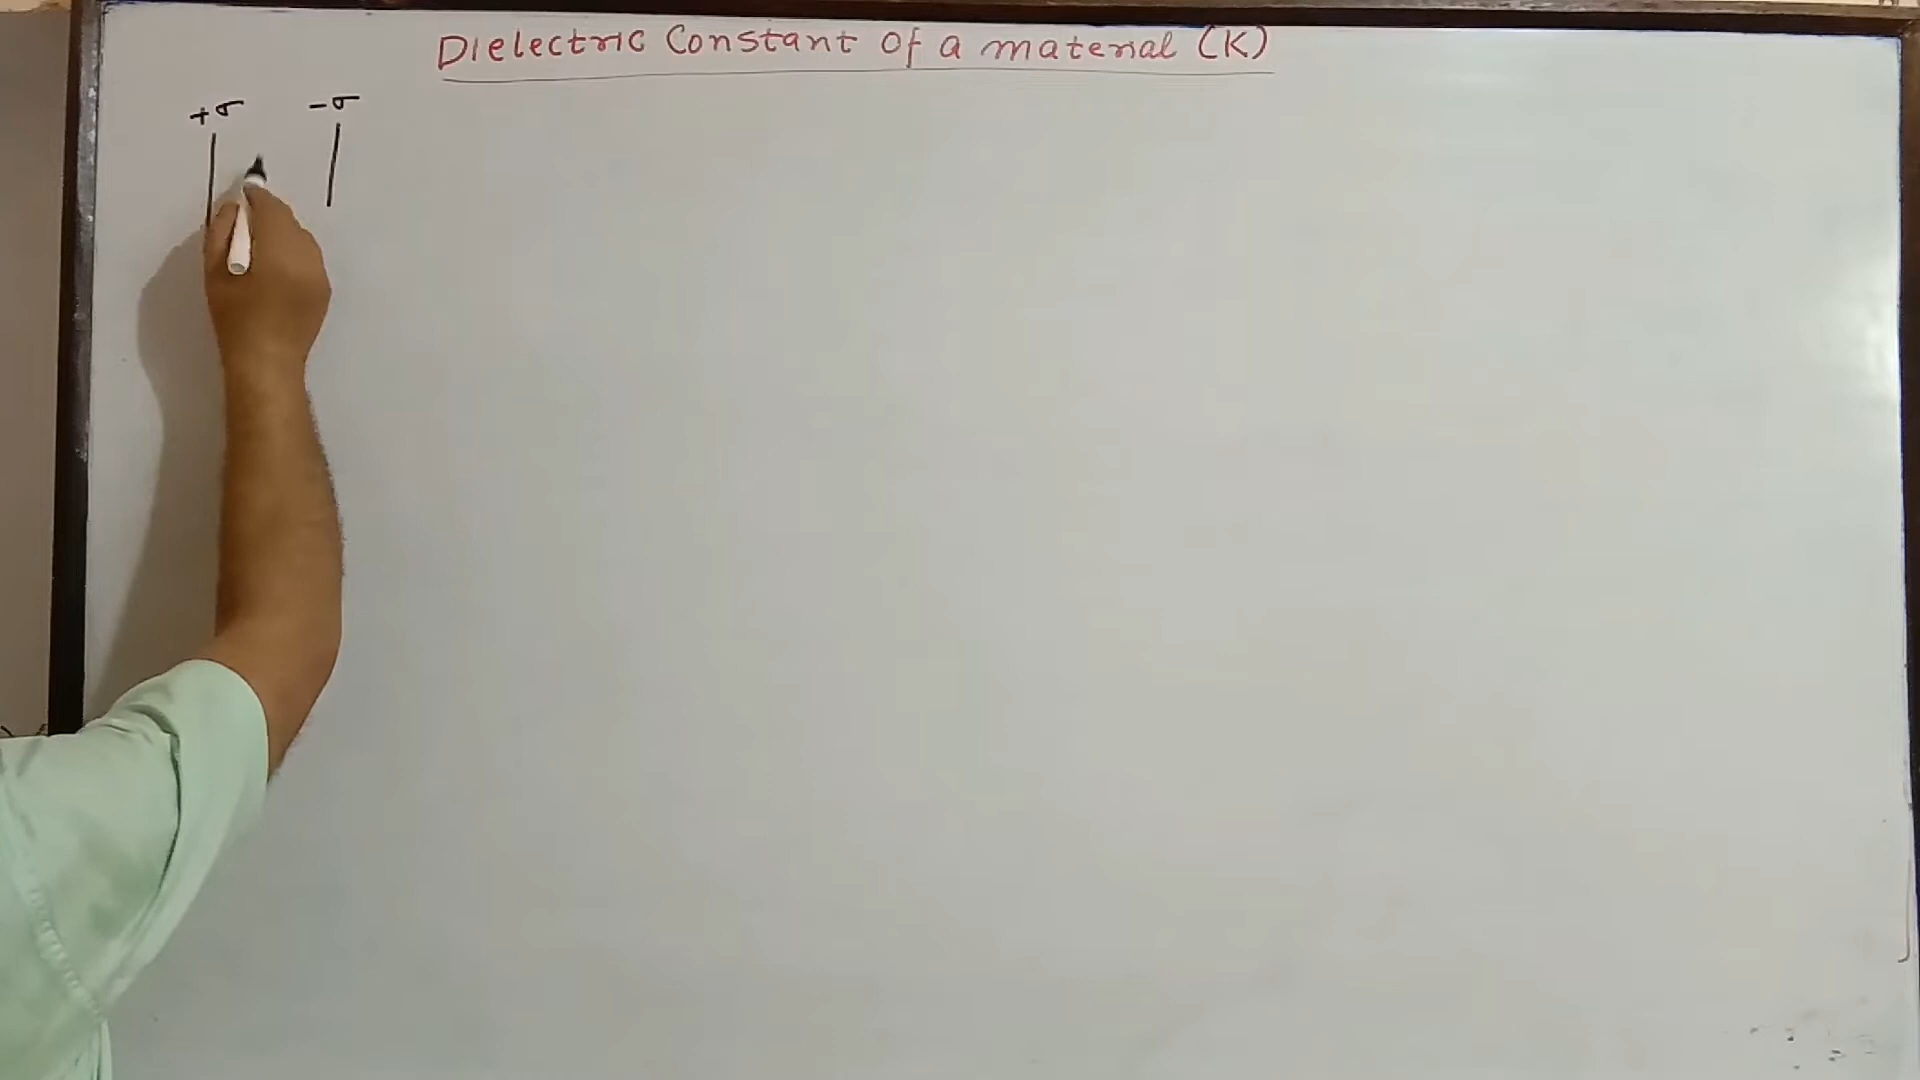 Dielectric Constant of a material (K)
+σ -σ